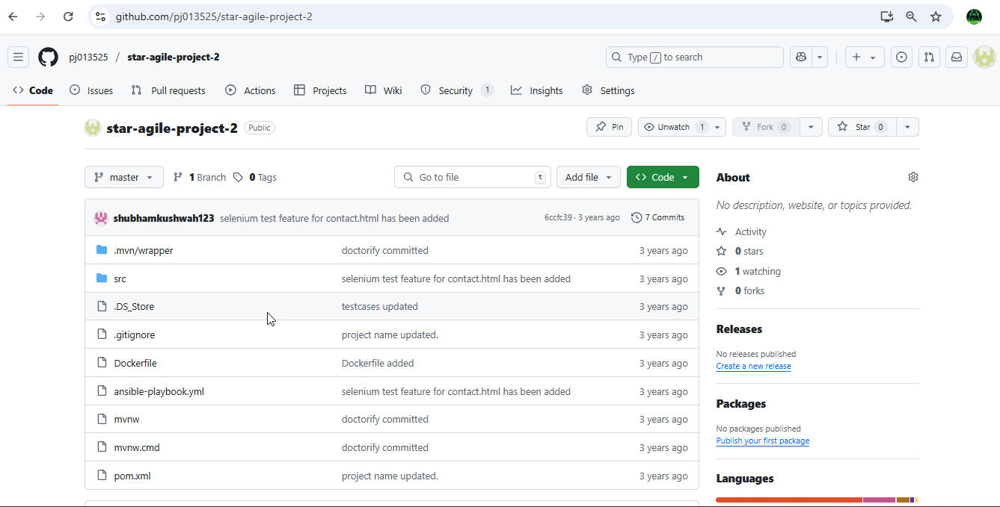 github.com/pj013525/star-agile-project-2
pj013525 / star-agile-project-2
Type / to search
Code Issues Pull requests Actions Projects Wiki Security 1 Insights Settings
star-agile-project-2 Public
Pin Unwatch 1 Fork 0 Star 0
master 1 Branch 0 Tags Go to file t Add file Code
shubhamkushwah123 selenium test feature for contact.html has been added 6ccfc39 · 3 years ago 7 Commits
.mvn/wrapper doctorify committed 3 years ago
src selenium test feature for contact.html has been added 3 years ago
.DS_Store testcases updated 3 years ago
.gitignore project name updated. 3 years ago
Dockerfile Dockerfile added 3 years ago
ansible-playbook.yml selenium test feature for contact.html has been added 3 years ago
mvnw doctorify committed 3 years ago
mvnw.cmd doctorify committed 3 years ago
pom.xml project name updated. 3 years ago
About
No description, website, or topics provided.
Activity
0 stars
1 watching
0 forks
Releases
No releases published
Create a new release
Packages
No packages published
Publish your first package
Languages